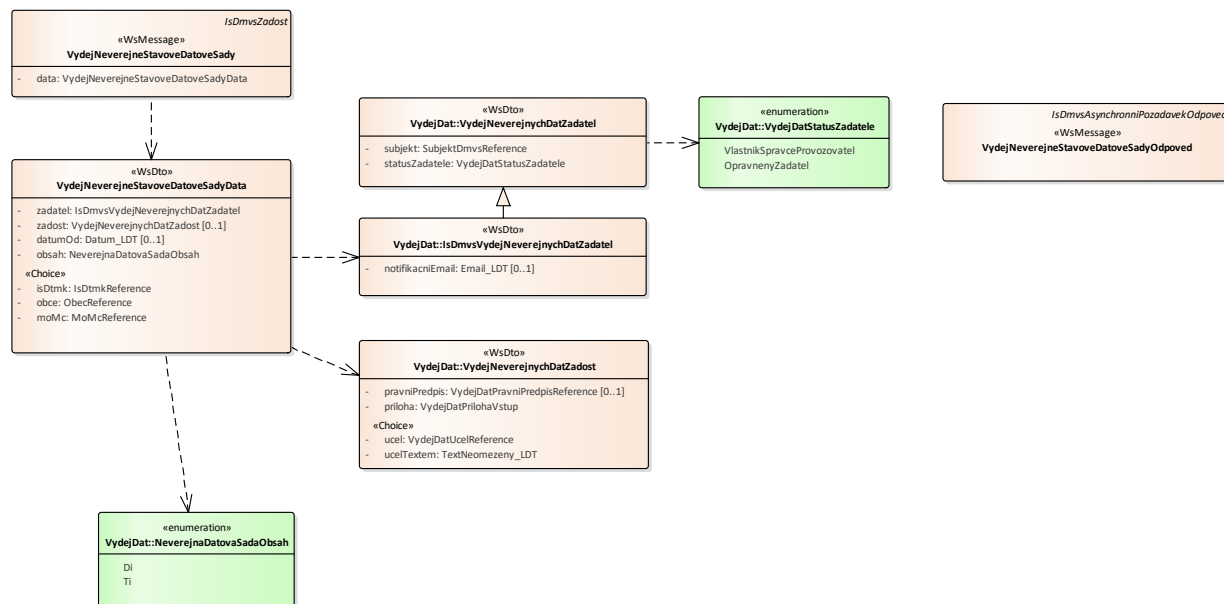 IsDmvsZadost
«WsMessage»
VydejNeverejneStavoveDatoveSady
- data: VydejNeverejneStavoveDatoveSadyData
«WsDto»
VydejNeverejneStavoveDatoveSadyData
- zadatel: IsDmvsVydejNeverejnychDatZadatel
- zadost: VydejNeverejnychDatZadost [0..1]
- datumOd: Datum_LDT [0..1]
- obsah: NeverejnaDatovaSadaObsah
«Choice»
- isDtmk: IsDtmkReference
- obce: ObecReference
- moMc: MoMcReference
«WsDto»
VydejDat::VydejNeverejnychDatZadatel
- subjekt: SubjektDmvsReference
- statusZadatele: VydejDatStatusZadatele
«enumeration»
VydejDat::VydejDatStatusZadatele
VlastnikSpravceProvozovatel
OpravnenyZadatel
IsDmvsAsynchronniPozadavekOdpoved
«WsMessage»
VydejNeverejneStavoveDatoveSadyOdpoved
«WsDto»
VydejDat::IsDmvsVydejNeverejnychDatZadatel
- notifikacniEmail: Email_LDT [0..1]
«WsDto»
VydejDat::VydejNeverejnychDatZadost
- pravniPredpis: VydejDatPravniPredpisReference [0..1]
- priloha: VydejDatPrilohaVstup
«Choice»
- ucel: VydejDatUcelReference
- ucelTextem: TextNeomezeny_LDT
«enumeration»
VydejDat::NeverejnaDatovaSadaObsah
Di
Ti